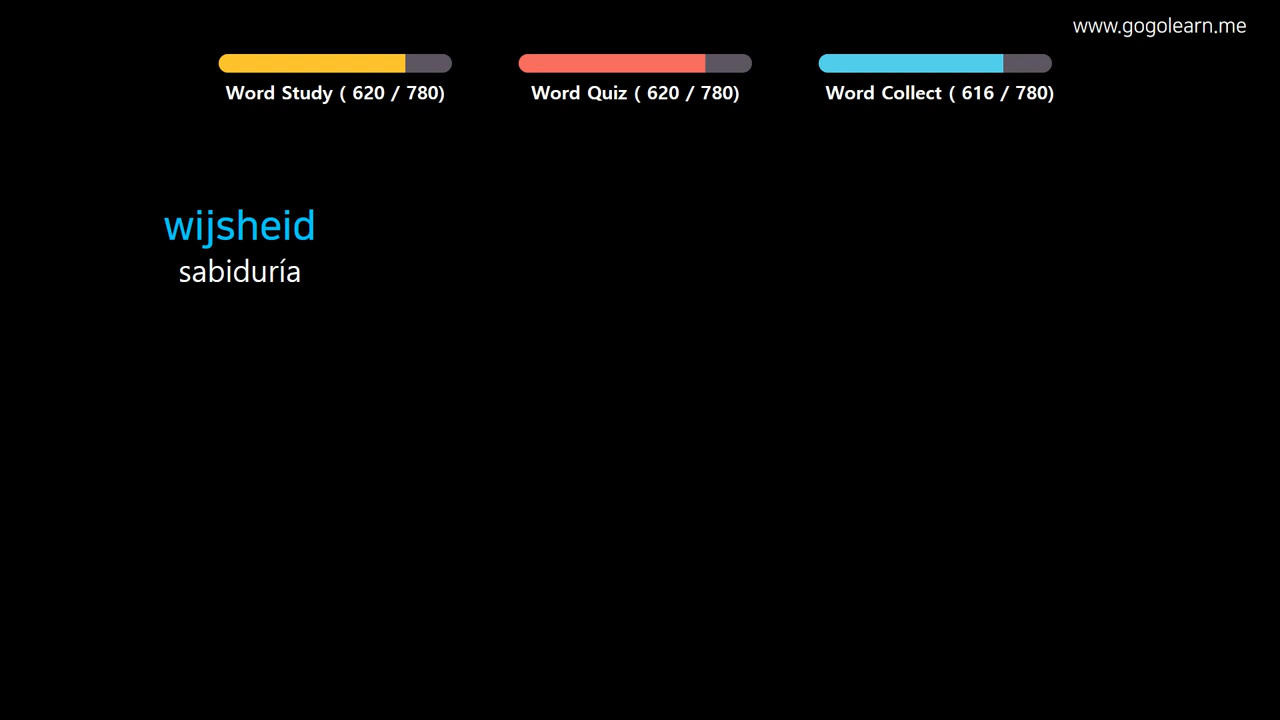 www.gogolearn.me
Word Study ( 620 / 780)
Word Quiz ( 620 / 780)
Word Collect ( 616 / 780)
wijsheid
sabiduría